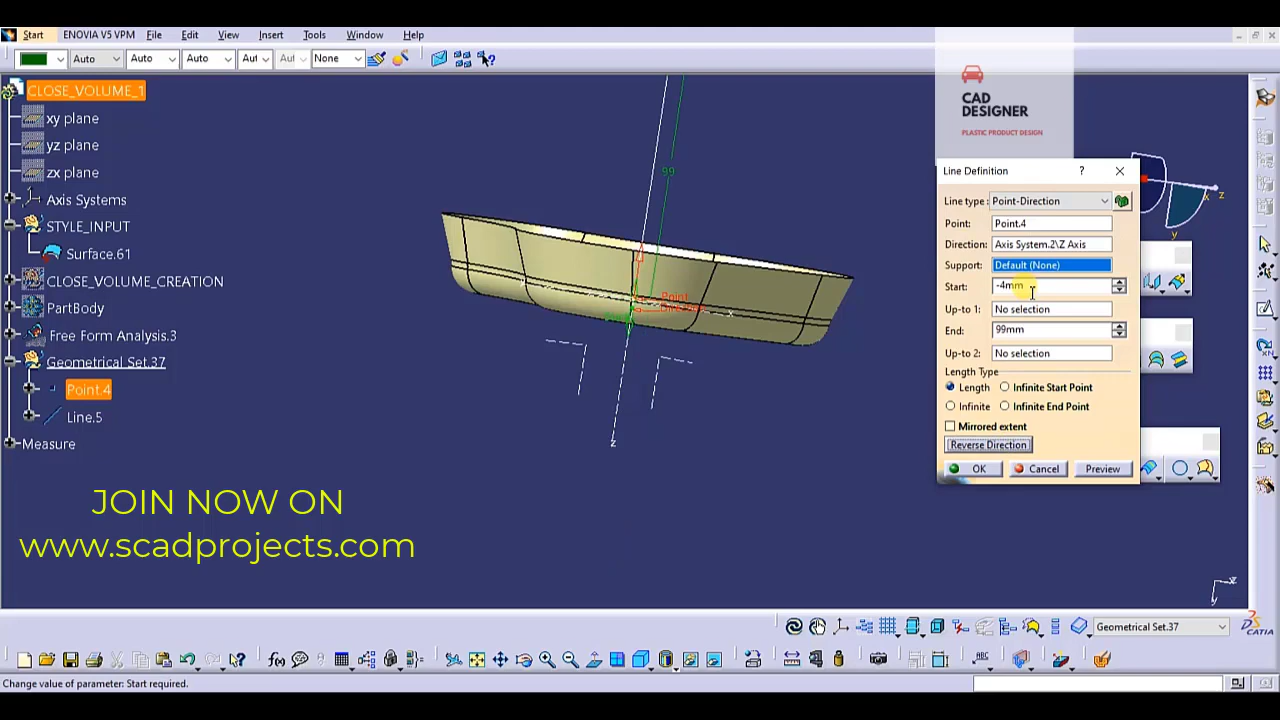 Start ENOVIA V5 VPM File Edit View Insert Tools Window Help
Auto Auto Auto Aut Aut None
CLOSE_VOLUME_1
xy plane
yz plane
zx plane
Axis Systems
STYLE_INPUT
Surface.61
CLOSE_VOLUME_CREATION
PartBody
Free Form Analysis.3
Geometrical Set.37
Point.4
Line.5
Measure
JOIN NOW ON
www.scadprojects.com
99
Point
x
z
CAD
DESIGNER
PLASTIC PRODUCT DESIGN
z
x
y
Line Definition ?
Line type : Point-Direction
Point: Point.4
Direction: Axis System.2\Z Axis
Support: Default (None)
Start: -4mm
Up-to 1: No selection
End: 99mm
Up-to 2: No selection
Length Type
Length Infinite Start Point
Infinite Infinite End Point
Mirrored extent
Reverse Direction
OK Cancel Preview
Geometrical Set.37
CATIA
Change value of parameter: Start required.